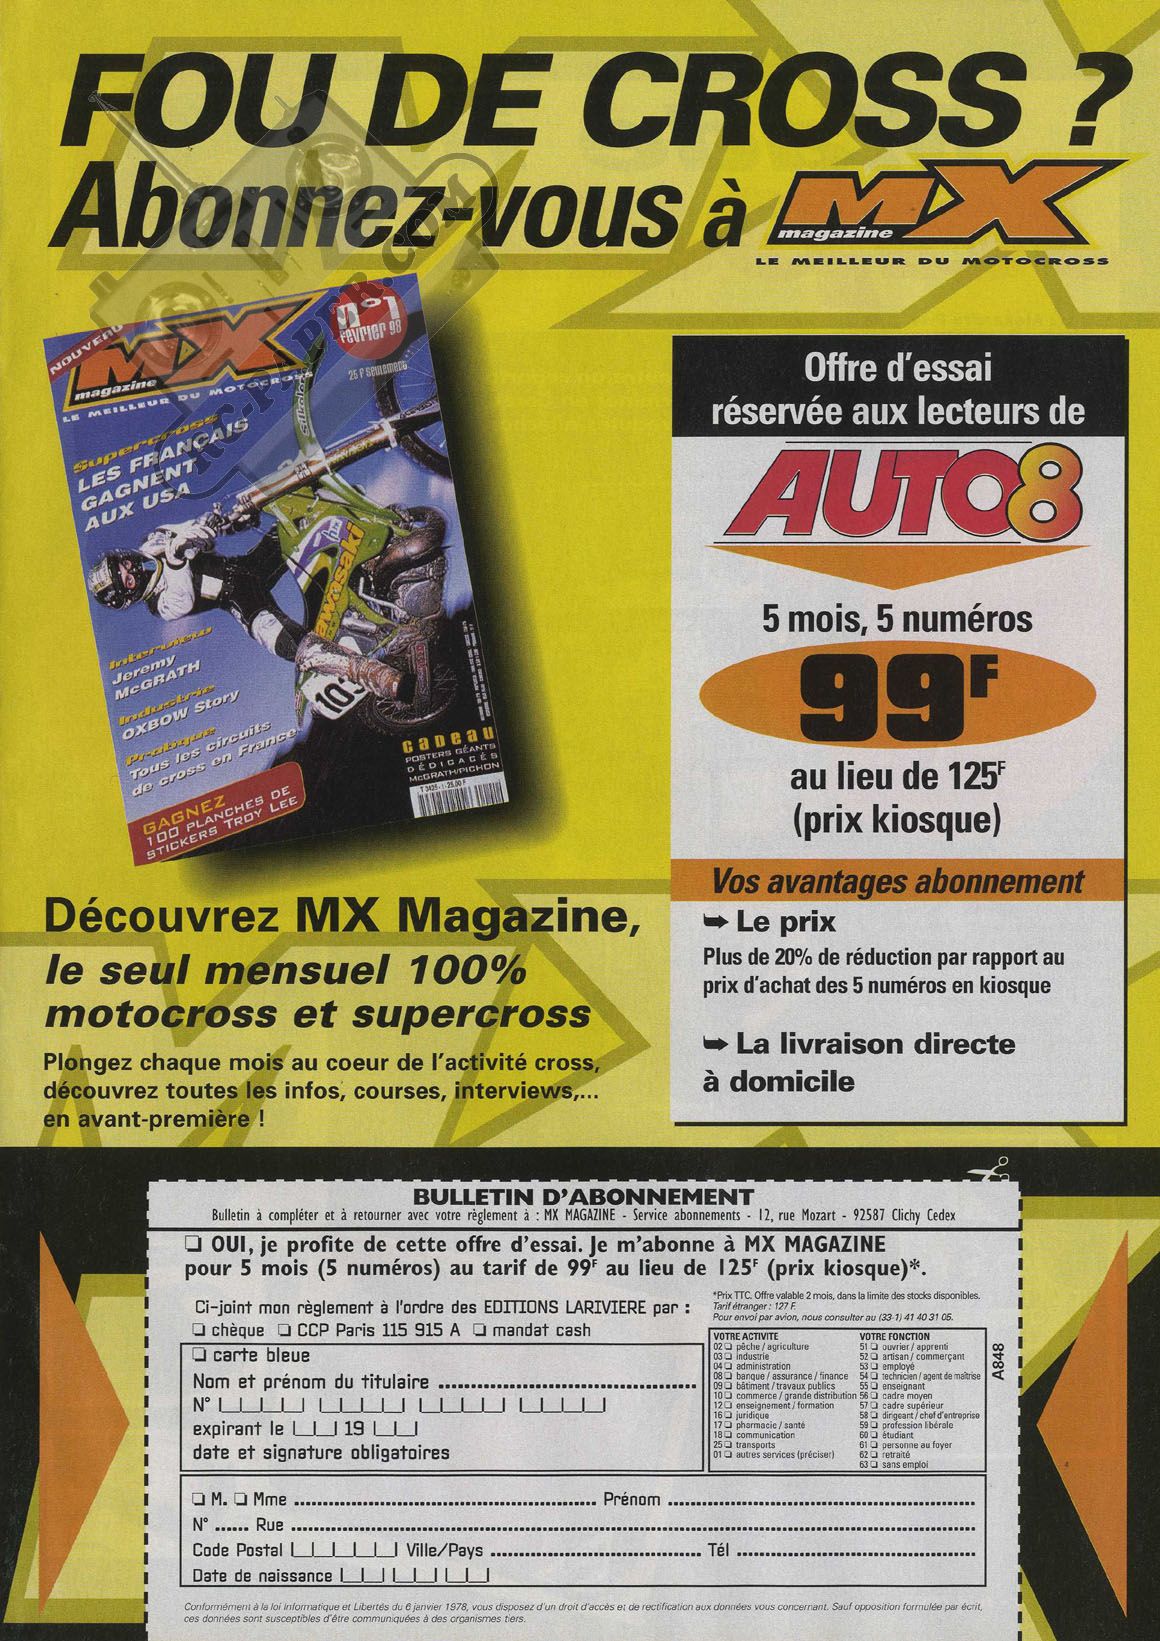 FOU DE CROSS ?
Abonnez-vous à MX
magazine
LE MEILLEUR DU MOTOCROSS
RC-PAPER.COM
NOUVEAU
MX
magazine
LE MEILLEUR DU MOTOCROSS
n°1
FÉVRIER 98
25 F SEULEMENT
Supercross
LES FRANÇAIS
GAGNENT
AUX USA
Silkolene
Kawasaki
103
Interview
Jeremy
McGRATH
Industrie
OXBOW Story
Pratique
Tous les circuits
de cross en France
GAGNEZ
100 PLANCHES DE
STICKERS TROY LEE
CADEAU
POSTERS GÉANTS
DÉDICACÉS
McGRATH/PICHON
Offre d'essai
réservée aux lecteurs de
AUTO8
5 mois, 5 numéros
99F
au lieu de 125F
(prix kiosque)
Vos avantages abonnement
➥ Le prix
Plus de 20% de réduction par rapport au
prix d'achat des 5 numéros en kiosque
➥ La livraison directe
à domicile
Découvrez MX Magazine,
le seul mensuel 100%
motocross et supercross
Plongez chaque mois au coeur de l'activité cross,
découvrez toutes les infos, courses, interviews,...
en avant-première !
BULLETIN D'ABONNEMENT
Bulletin à compléter et à retourner avec votre règlement à : MX MAGAZINE - Service abonnements - 12, rue Mozart - 92587 Clichy Cedex
❏ OUI, je profite de cette offre d'essai. Je m'abonne à MX MAGAZINE
pour 5 mois (5 numéros) au tarif de 99F au lieu de 125F (prix kiosque)*.
*Prix TTC. Offre valable 2 mois, dans la limite des stocks disponibles.
Tarif étranger : 127 F.
Pour envoi par avion, nous consulter au (33-1) 41 40 31 05.
Ci-joint mon règlement à l'ordre des EDITIONS LARIVIERE par :
❏ chèque ❏ CCP Paris 115 915 A ❏ mandat cash
❏ carte bleue
Nom et prénom du titulaire
N°
expirant le 19
date et signature obligatoires
VOTRE ACTIVITE
02 ❏ pêche / agriculture
03 ❏ industrie
04 ❏ administration
08 ❏ banque / assurance / finance
09 ❏ bâtiment / travaux publics
10 ❏ commerce / grande distribution
12 ❏ enseignement / formation
16 ❏ juridique
17 ❏ pharmacie / santé
18 ❏ communication
25 ❏ transports
01 ❏ autres services (préciser)
VOTRE FONCTION
51 ❏ ouvrier / apprenti
52 ❏ artisan / commerçant
53 ❏ employé
54 ❏ technicien / agent de maîtrise
55 ❏ enseignant
56 ❏ cadre moyen
57 ❏ cadre supérieur
58 ❏ dirigeant / chef d'entreprise
59 ❏ profession libérale
60 ❏ étudiant
61 ❏ personne au foyer
62 ❏ retraité
63 ❏ sans emploi
A848
❏ M. ❏ Mme Prénom
N° Rue
Code Postal Ville/Pays Tél
Date de naissance
Conformément à la loi Informatique et Libertés du 6 janvier 1978, vous disposez d'un droit d'accès et de rectification aux données vous concernant. Sauf opposition formulée par écrit,
ces données sont susceptibles d'être communiquées à des organismes tiers.